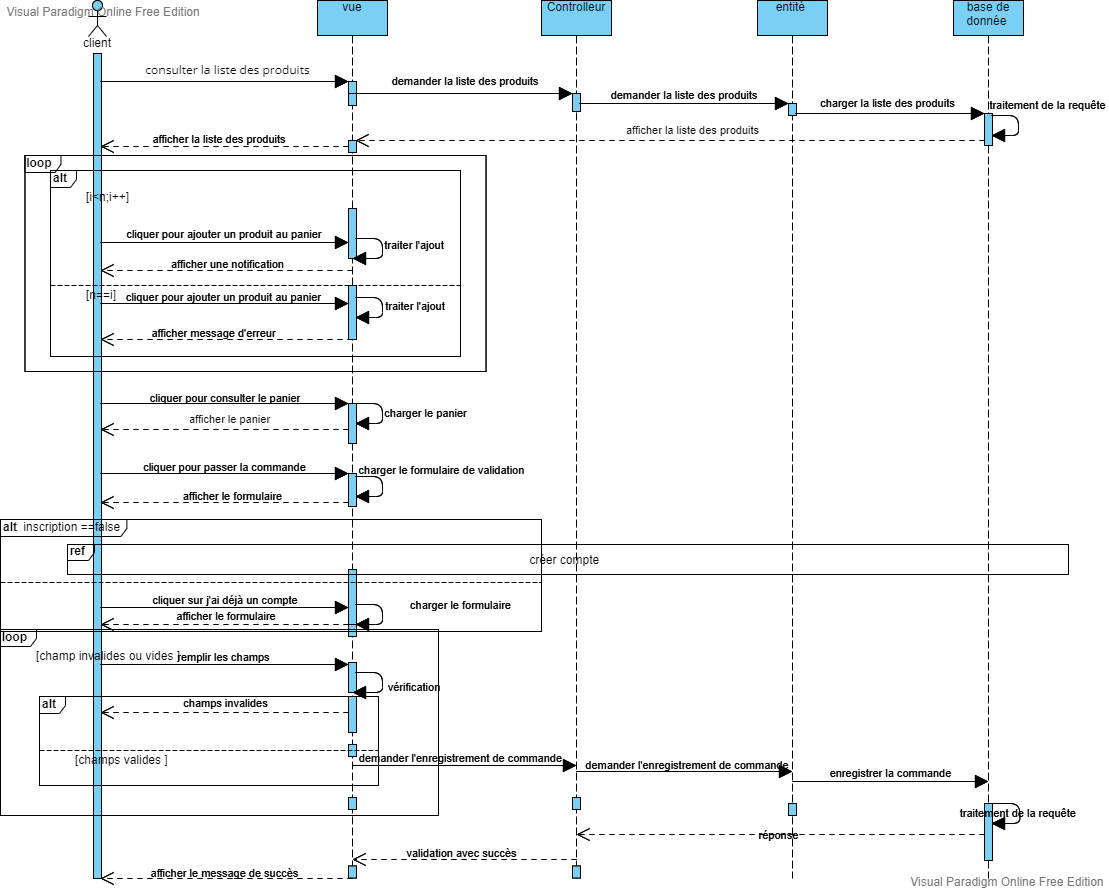 Visual Paradigm Online Free Edition
vue
Controlleur
entité
base de
donnée
client
consulter la liste des produits
demander la liste des produits
demander la liste des produits
charger la liste des produits
traitement de la requête
afficher la liste des produits
afficher la liste des produits
loop
alt
[i<n;i++]
cliquer pour ajouter un produit au panier
traiter l'ajout
afficher une notification
[n==i]
cliquer pour ajouter un produit au panier
traiter l'ajout
afficher message d'erreur
cliquer pour consulter le panier
charger le panier
afficher le panier
cliquer pour passer la commande
charger le formulaire de validation
afficher le formulaire
alt inscription ==false
ref
créer compte
cliquer sur j'ai déjà un compte
charger le formulaire
afficher le formulaire
loop
[champ invalides ou vides ]
remplir les champs
vérification
alt
champs invalides
[champs valides ]
demander l'enregistrement de commande
demander l'enregistrement de commande
enregistrer la commande
traitement de la requête
réponse
validation avec succès
afficher le message de succès
Visual Paradigm Online Free Edition